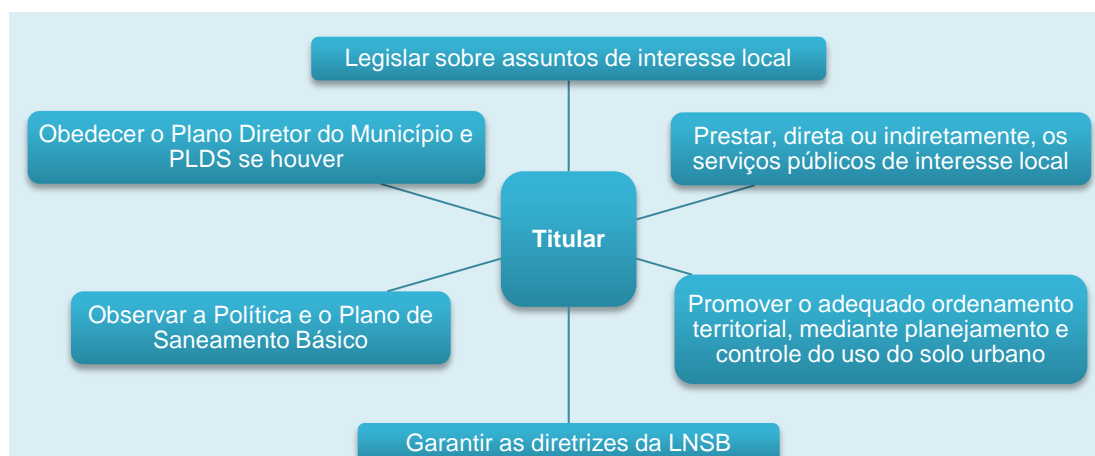 Legislar sobre assuntos de interesse local
Obedecer o Plano Diretor do Município e
PLDS se houver
Prestar, direta ou indiretamente, os
serviços públicos de interesse local
Titular
Observar a Política e o Plano de
Saneamento Básico
Promover o adequado ordenamento
territorial, mediante planejamento e
controle do uso do solo urbano
Garantir as diretrizes da LNSB